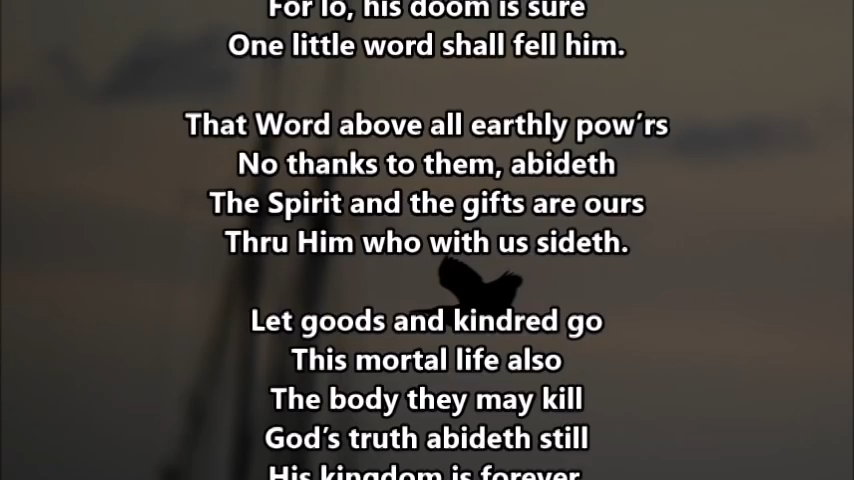 For lo, his doom is sure
One little word shall fell him.
That Word above all earthly pow’rs
No thanks to them, abideth
The Spirit and the gifts are ours
Thru Him who with us sideth.
Let goods and kindred go
This mortal life also
The body they may kill
God’s truth abideth still
His kingdom is forever